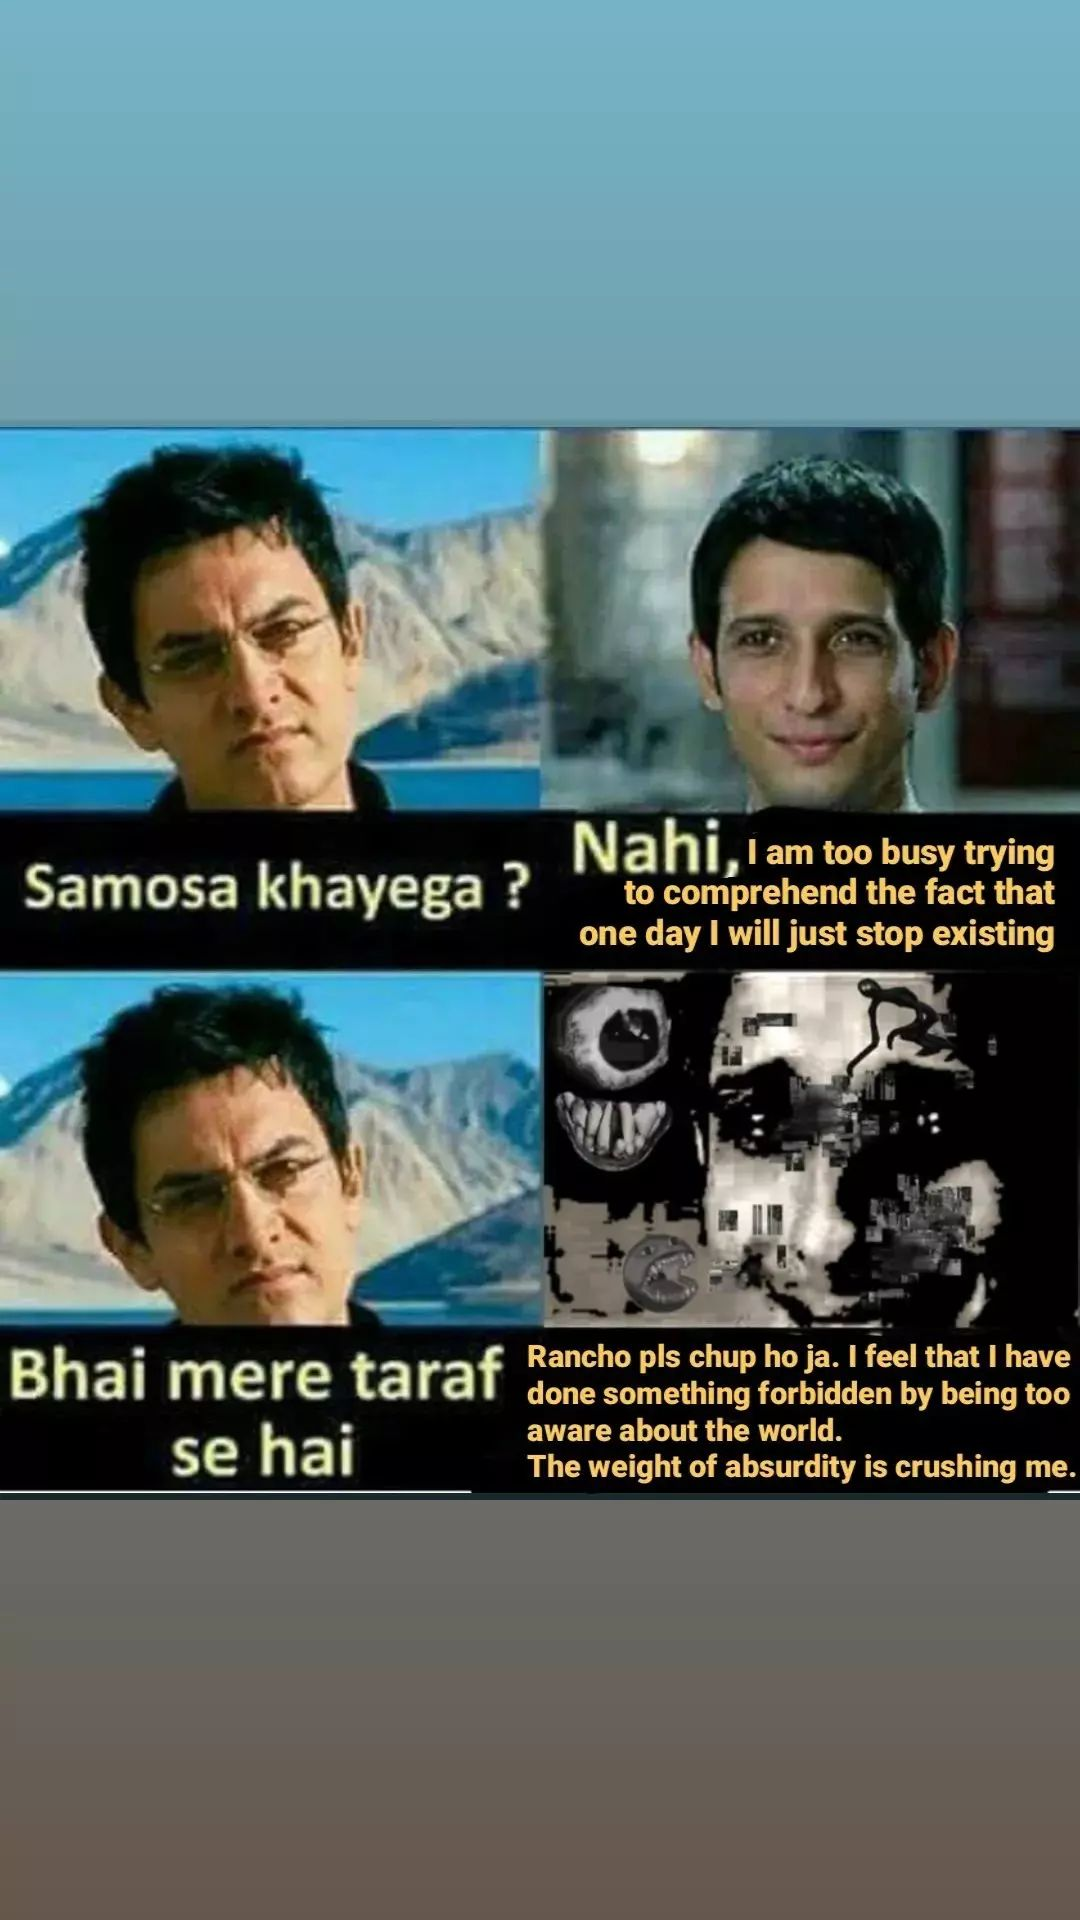 Samosa khayega ?
Nahi, I am too busy trying
to comprehend the fact that
one day I will just stop existing
Bhai mere taraf
se hai
Rancho pls chup ho ja. I feel that I have
done something forbidden by being too
aware about the world.
The weight of absurdity is crushing me.